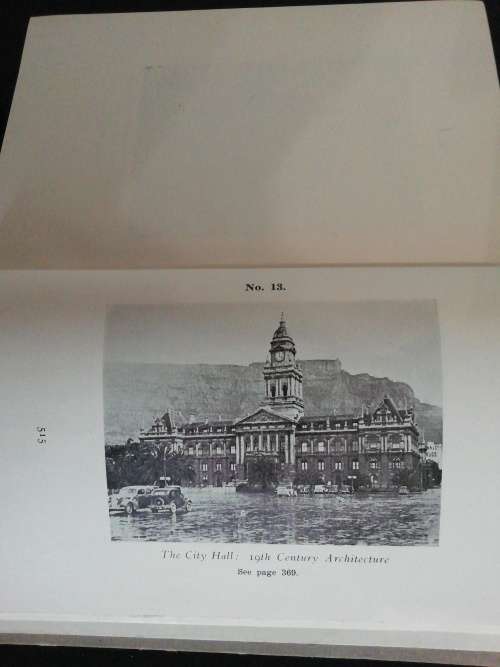 No. 13.
515
The City Hall: 19th Century Architecture
See page 369.